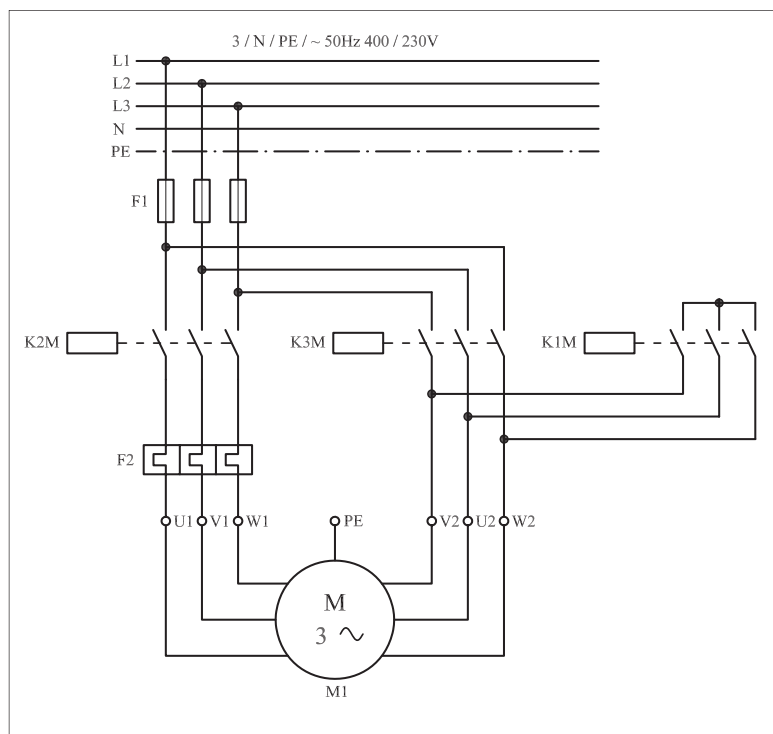 3 / N / PE / ~ 50Hz 400 / 230V
L1
L2
L3
N
PE
F1
K2M K3M K1M
F2
U1 V1 W1 PE V2 U2 W2
M
3
M1